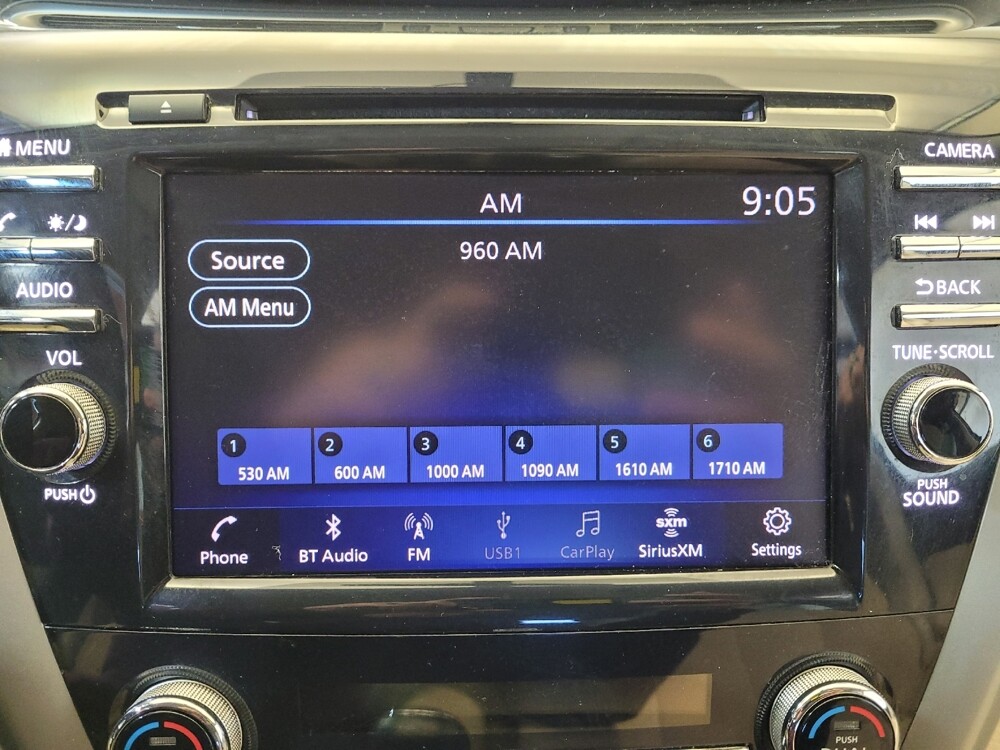 MENU
CAMERA
AM
9:05
960 AM
Source
AM Menu
AUDIO
BACK
VOL
TUNE·SCROLL
1
530 AM
2
600 AM
3
1000 AM
4
1090 AM
5
1610 AM
6
1710 AM
PUSH
PUSH
SOUND
Phone
BT Audio
FM
USB1
CarPlay
sxm
SiriusXM
Settings
PUSH